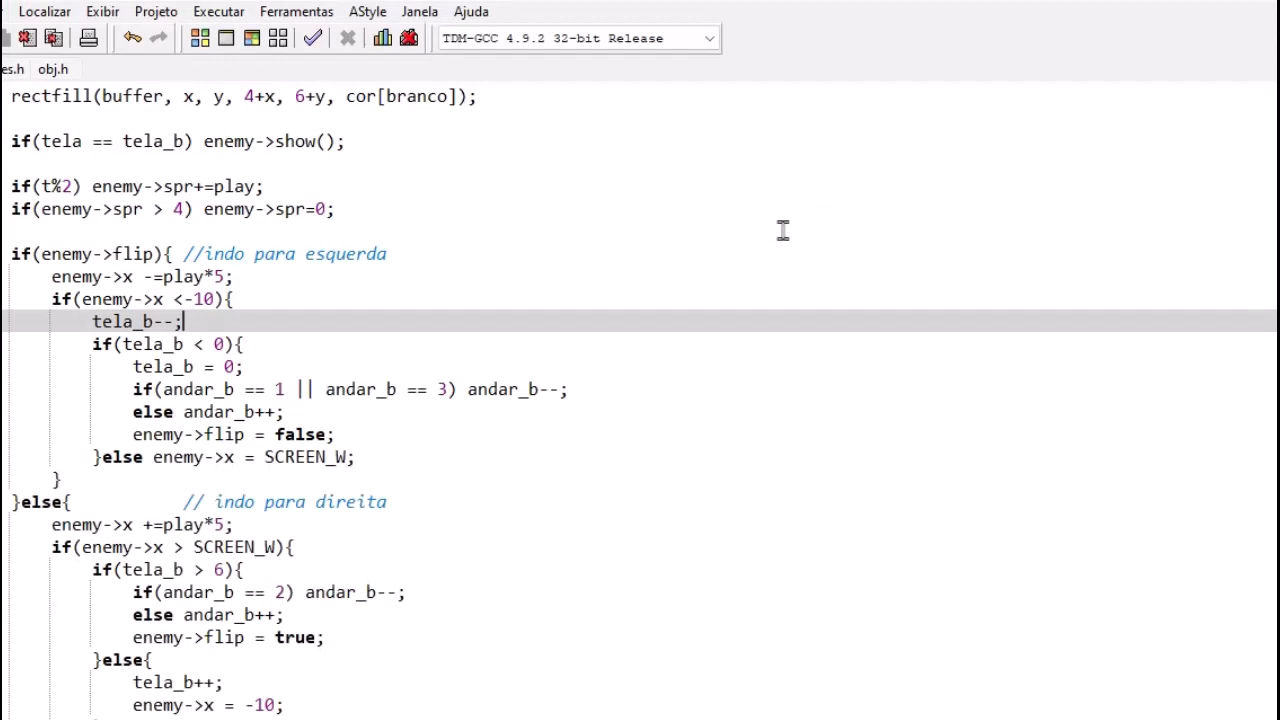 Localizar Exibir Projeto Executar Ferramentas AStyle Janela Ajuda
TDM-GCC 4.9.2 32-bit Release
es.h obj.h
rectfill(buffer, x, y, 4+x, 6+y, cor[branco]);
if(tela == tela_b) enemy->show();
if(t%2) enemy->spr+=play;
if(enemy->spr > 4) enemy->spr=0;
if(enemy->flip){ //indo para esquerda
enemy->x -=play*5;
if(enemy->x <-10){
tela_b--;
if(tela_b < 0){
tela_b = 0;
if(andar_b == 1 || andar_b == 3) andar_b--;
else andar_b++;
enemy->flip = false;
}else enemy->x = SCREEN_W;
}
}else{ // indo para direita
enemy->x +=play*5;
if(enemy->x > SCREEN_W){
if(tela_b > 6){
if(andar_b == 2) andar_b--;
else andar_b++;
enemy->flip = true;
}else{
tela_b++;
enemy->x = -10;